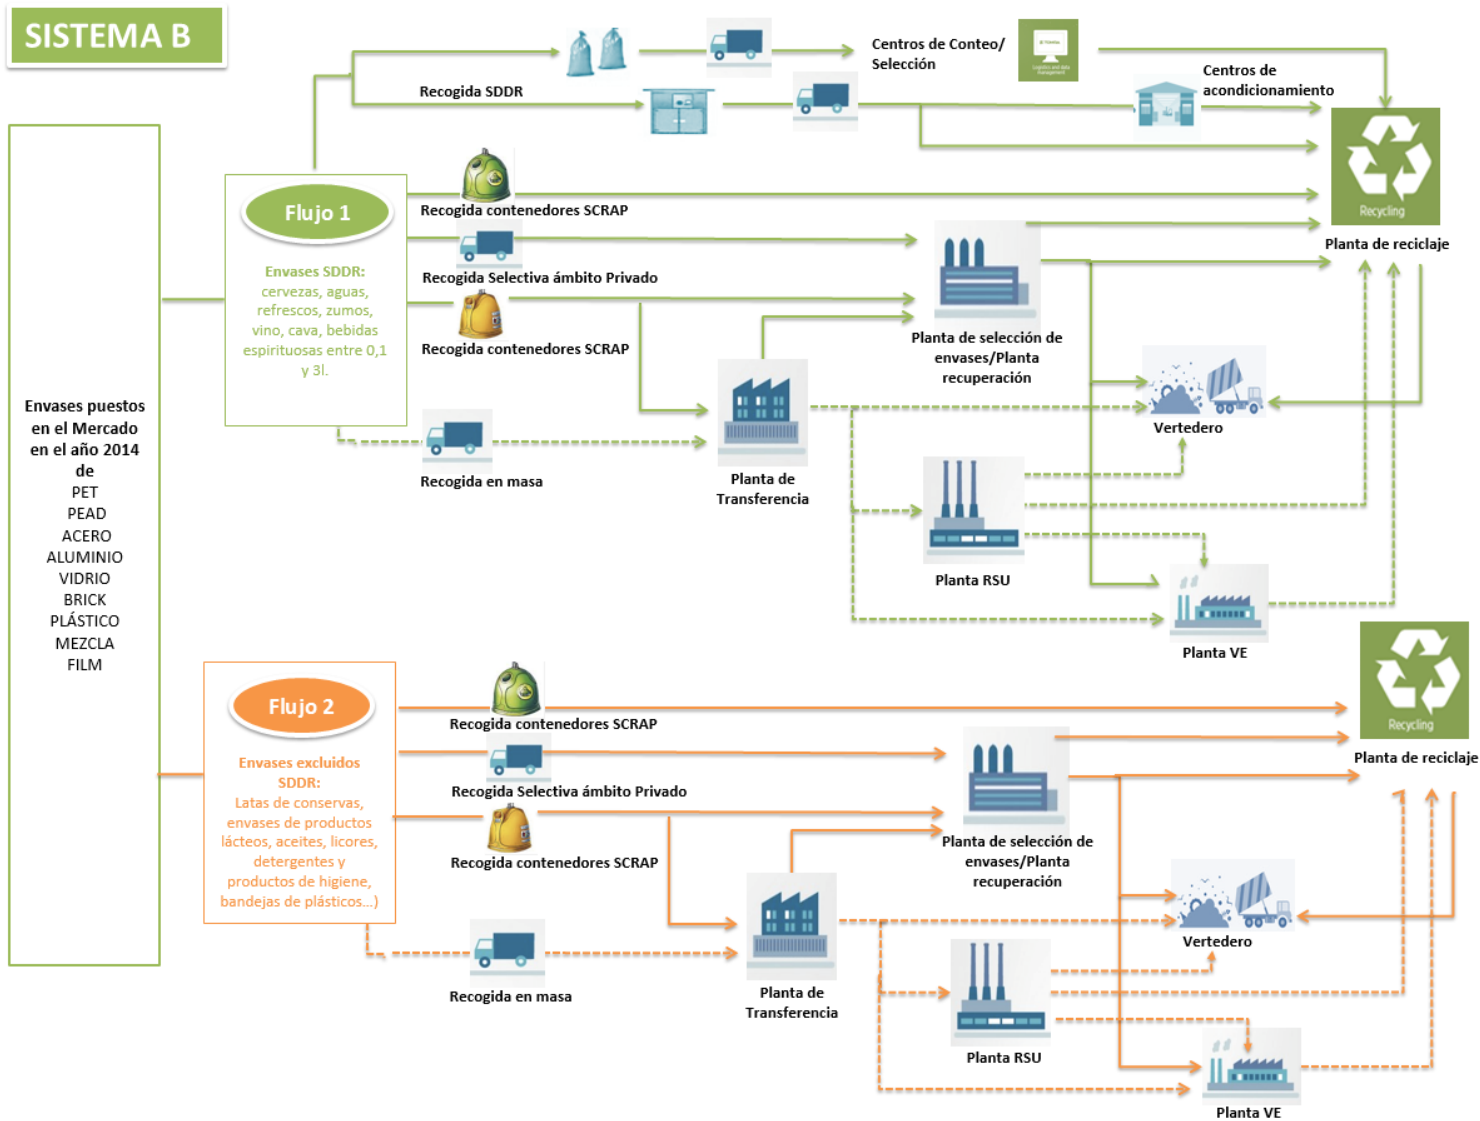 SISTEMA B
Centros de Conteo/
Selección
Logistics and data
management
Recogida SDDR
Centros de
acondicionamiento
Recycling
Planta de reciclaje
Envases puestos
en el Mercado
en el año 2014
de
PET
PEAD
ACERO
ALUMINIO
VIDRIO
BRICK
PLÁSTICO
MEZCLA
FILM
Flujo 1
Envases SDDR:
cervezas, aguas,
refrescos, zumos,
vino, cava, bebidas
espirituosas entre 0,1
y 3l.
Recogida contenedores SCRAP
Recogida Selectiva ámbito Privado
Recogida contenedores SCRAP
Recogida en masa
Planta de selección de
envases/Planta
recuperación
Planta de
Transferencia
Vertedero
Planta RSU
Planta VE
Flujo 2
Envases excluidos
SDDR:
Latas de conservas,
envases de productos
lácteos, aceites, licores,
detergentes y
productos de higiene,
bandejas de plásticos...)
Recogida contenedores SCRAP
Recogida Selectiva ámbito Privado
Recogida contenedores SCRAP
Recogida en masa
Planta de selección de
envases/Planta
recuperación
Planta de
Transferencia
Recycling
Planta de reciclaje
Vertedero
Planta RSU
Planta VE